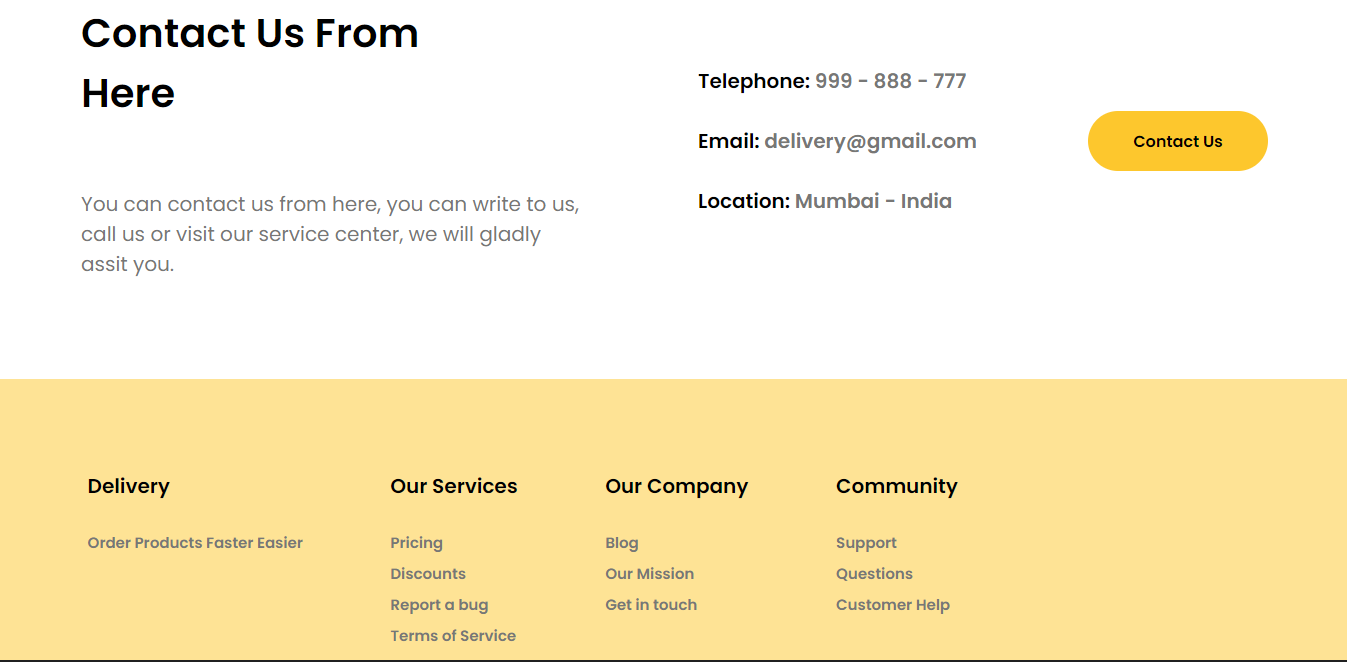 Contact Us From
Here
You can contact us from here, you can write to us,
call us or visit our service center, we will gladly
assit you.
Telephone: 999 - 888 - 777
Email: delivery@gmail.com
Location: Mumbai - India
Contact Us
Delivery
Order Products Faster Easier
Our Services
Pricing
Discounts
Report a bug
Terms of Service
Our Company
Blog
Our Mission
Get in touch
Community
Support
Questions
Customer Help